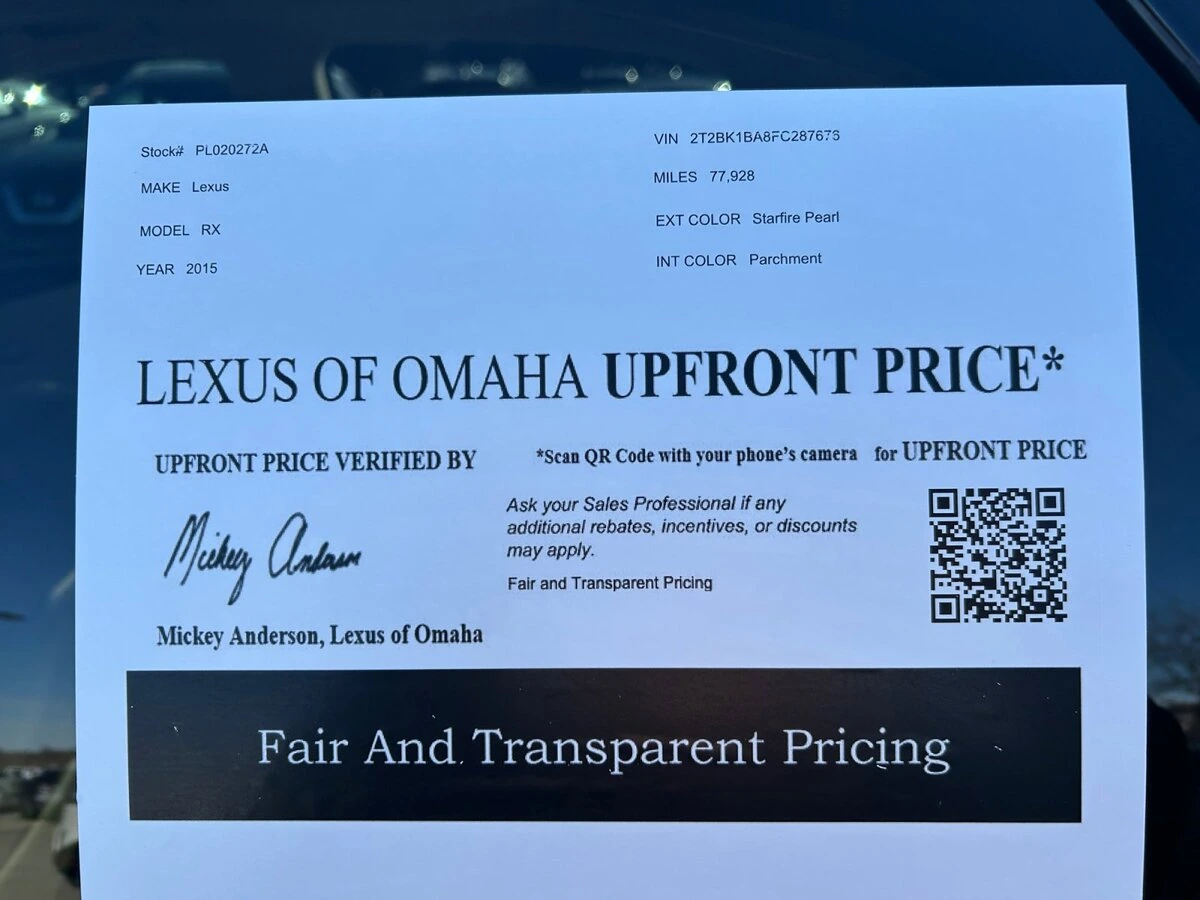 Stock# PL020272A
MAKE Lexus
MODEL RX
YEAR 2015
VIN 2T2BK1BA8FC287673
MILES 77,928
EXT COLOR Starfire Pearl
INT COLOR Parchment
LEXUS OF OMAHA UPFRONT PRICE*
UPFRONT PRICE VERIFIED BY
Mickey Anderson
Mickey Anderson, Lexus of Omaha
*Scan QR Code with your phone's camera for UPFRONT PRICE
Ask your Sales Professional if any
additional rebates, incentives, or discounts
may apply.
Fair and Transparent Pricing
Fair And Transparent Pricing